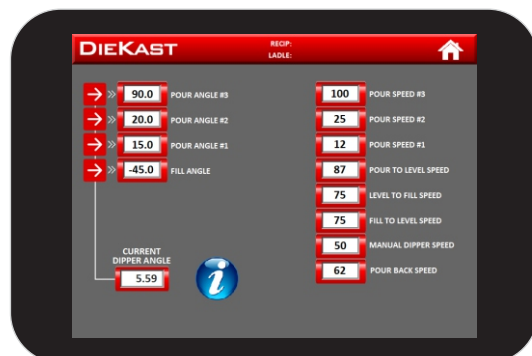 DIEKAST
RECIP:
LADLE:
90.0 POUR ANGLE #3
20.0 POUR ANGLE #2
15.0 POUR ANGLE #1
-45.0 FILL ANGLE
CURRENT
DIPPER ANGLE
5.59
i
100 POUR SPEED #3
25 POUR SPEED #2
12 POUR SPEED #1
87 POUR TO LEVEL SPEED
75 LEVEL TO FILL SPEED
75 FILL TO LEVEL SPEED
50 MANUAL DIPPER SPEED
62 POUR BACK SPEED